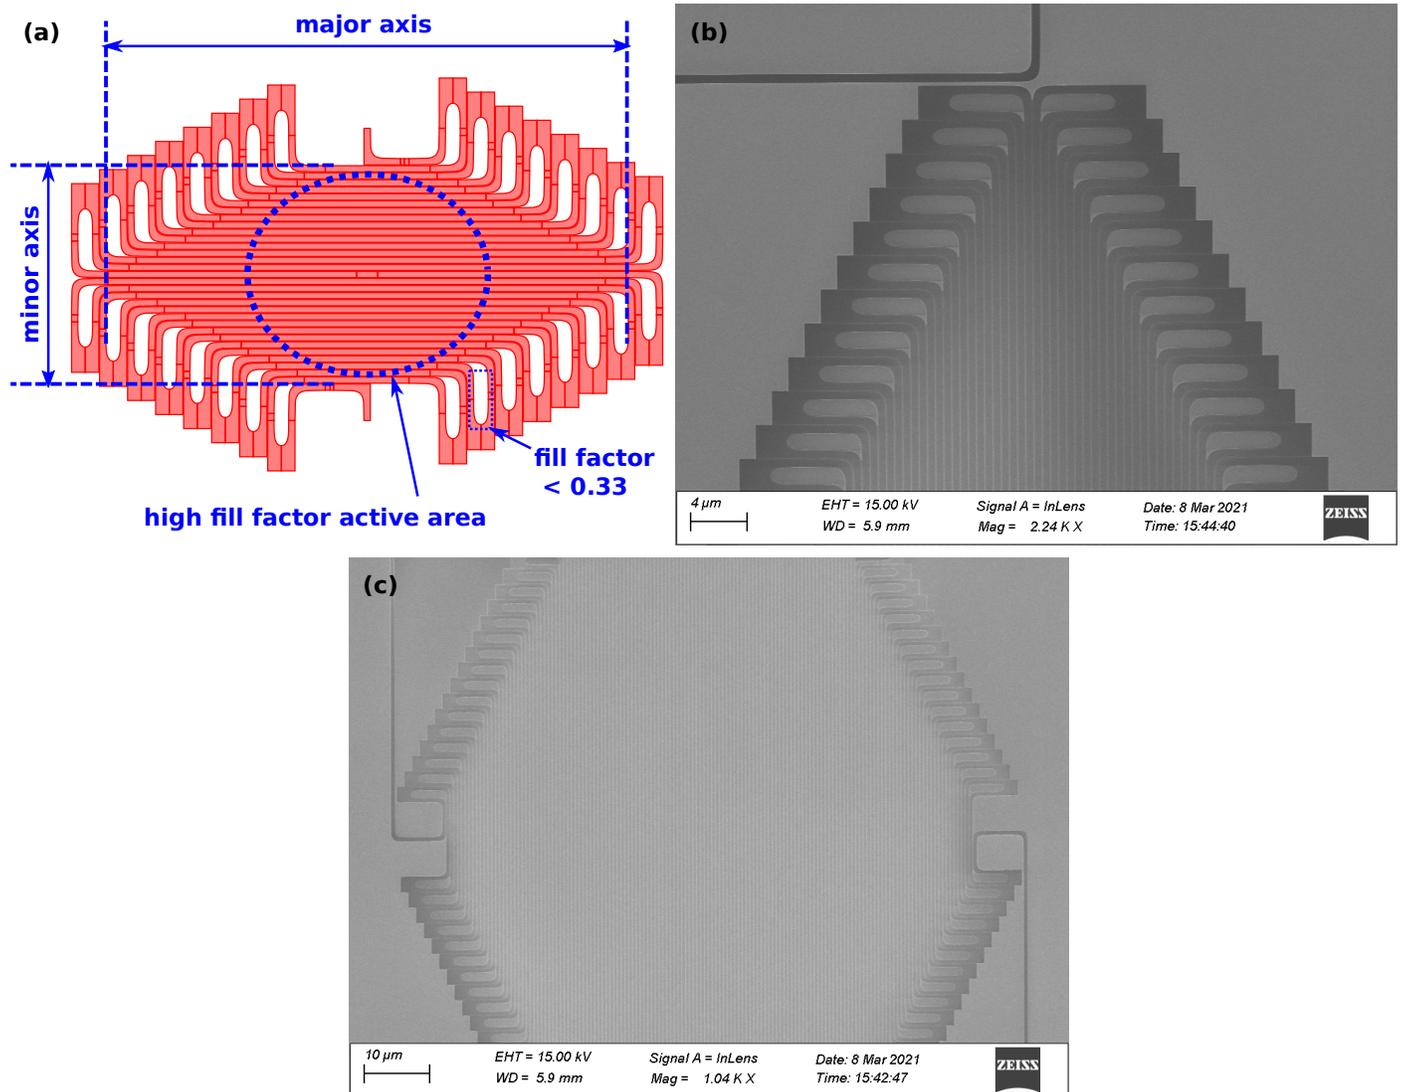 (a)
major axis
minor axis
fill factor
< 0.33
high fill factor active area
(b)
4 µm
EHT = 15.00 kV
Signal A = InLens
Date: 8 Mar 2021
WD = 5.9 mm
Mag = 2.24 K X
Time: 15:44:40
ZEISS
(c)
10 µm
EHT = 15.00 kV
Signal A = InLens
Date: 8 Mar 2021
WD = 5.9 mm
Mag = 1.04 K X
Time: 15:42:47
ZEISS